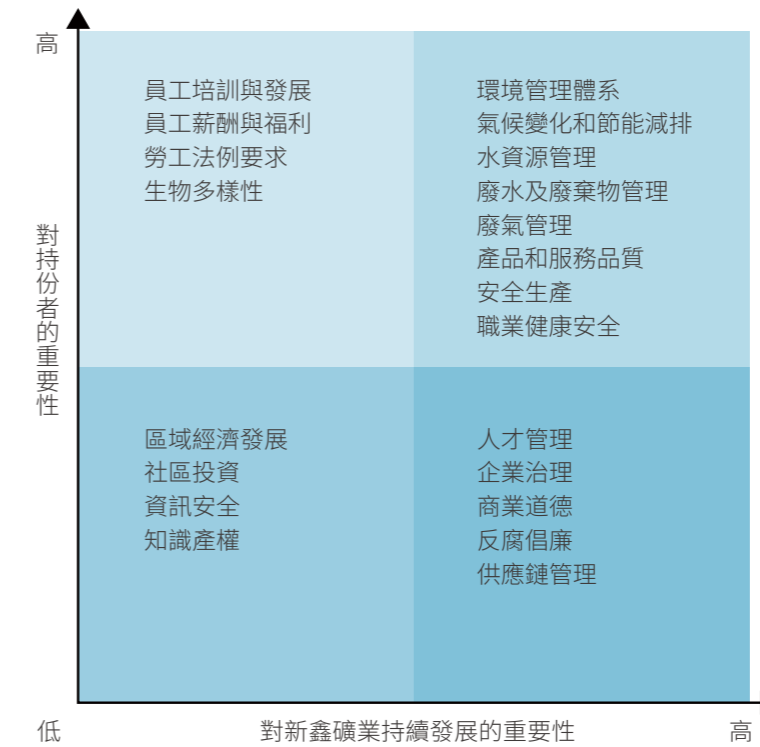 高
員工培訓與發展
員工薪酬與福利
勞工法例要求
生物多樣性
環境管理體系
氣候變化和節能減排
水資源管理
廢水及廢棄物管理
廢氣管理
產品和服務品質
安全生產
職業健康安全
對持份者的重要性
區域經濟發展
社區投資
資訊安全
知識產權
人才管理
企業治理
商業道德
反腐倡廉
供應鏈管理
低
對新鑫礦業持續發展的重要性
高